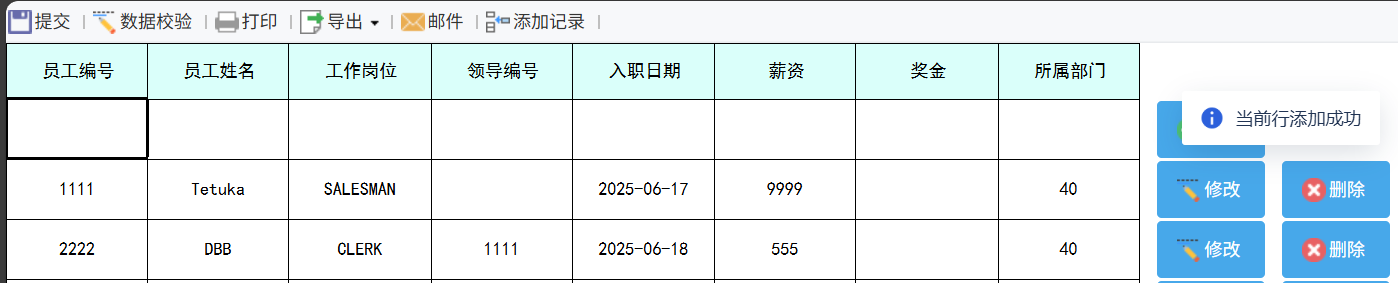 提交 | 数据校验 | 打印 | 导出 | 邮件 | 添加记录 |
员工编号 员工姓名 工作岗位 领导编号 入职日期 薪资 奖金 所属部门
当前行添加成功
1111 Tetuka SALESMAN 2025-06-17 9999 40 修改 删除
2222 DBB CLERK 1111 2025-06-18 555 40 修改 删除